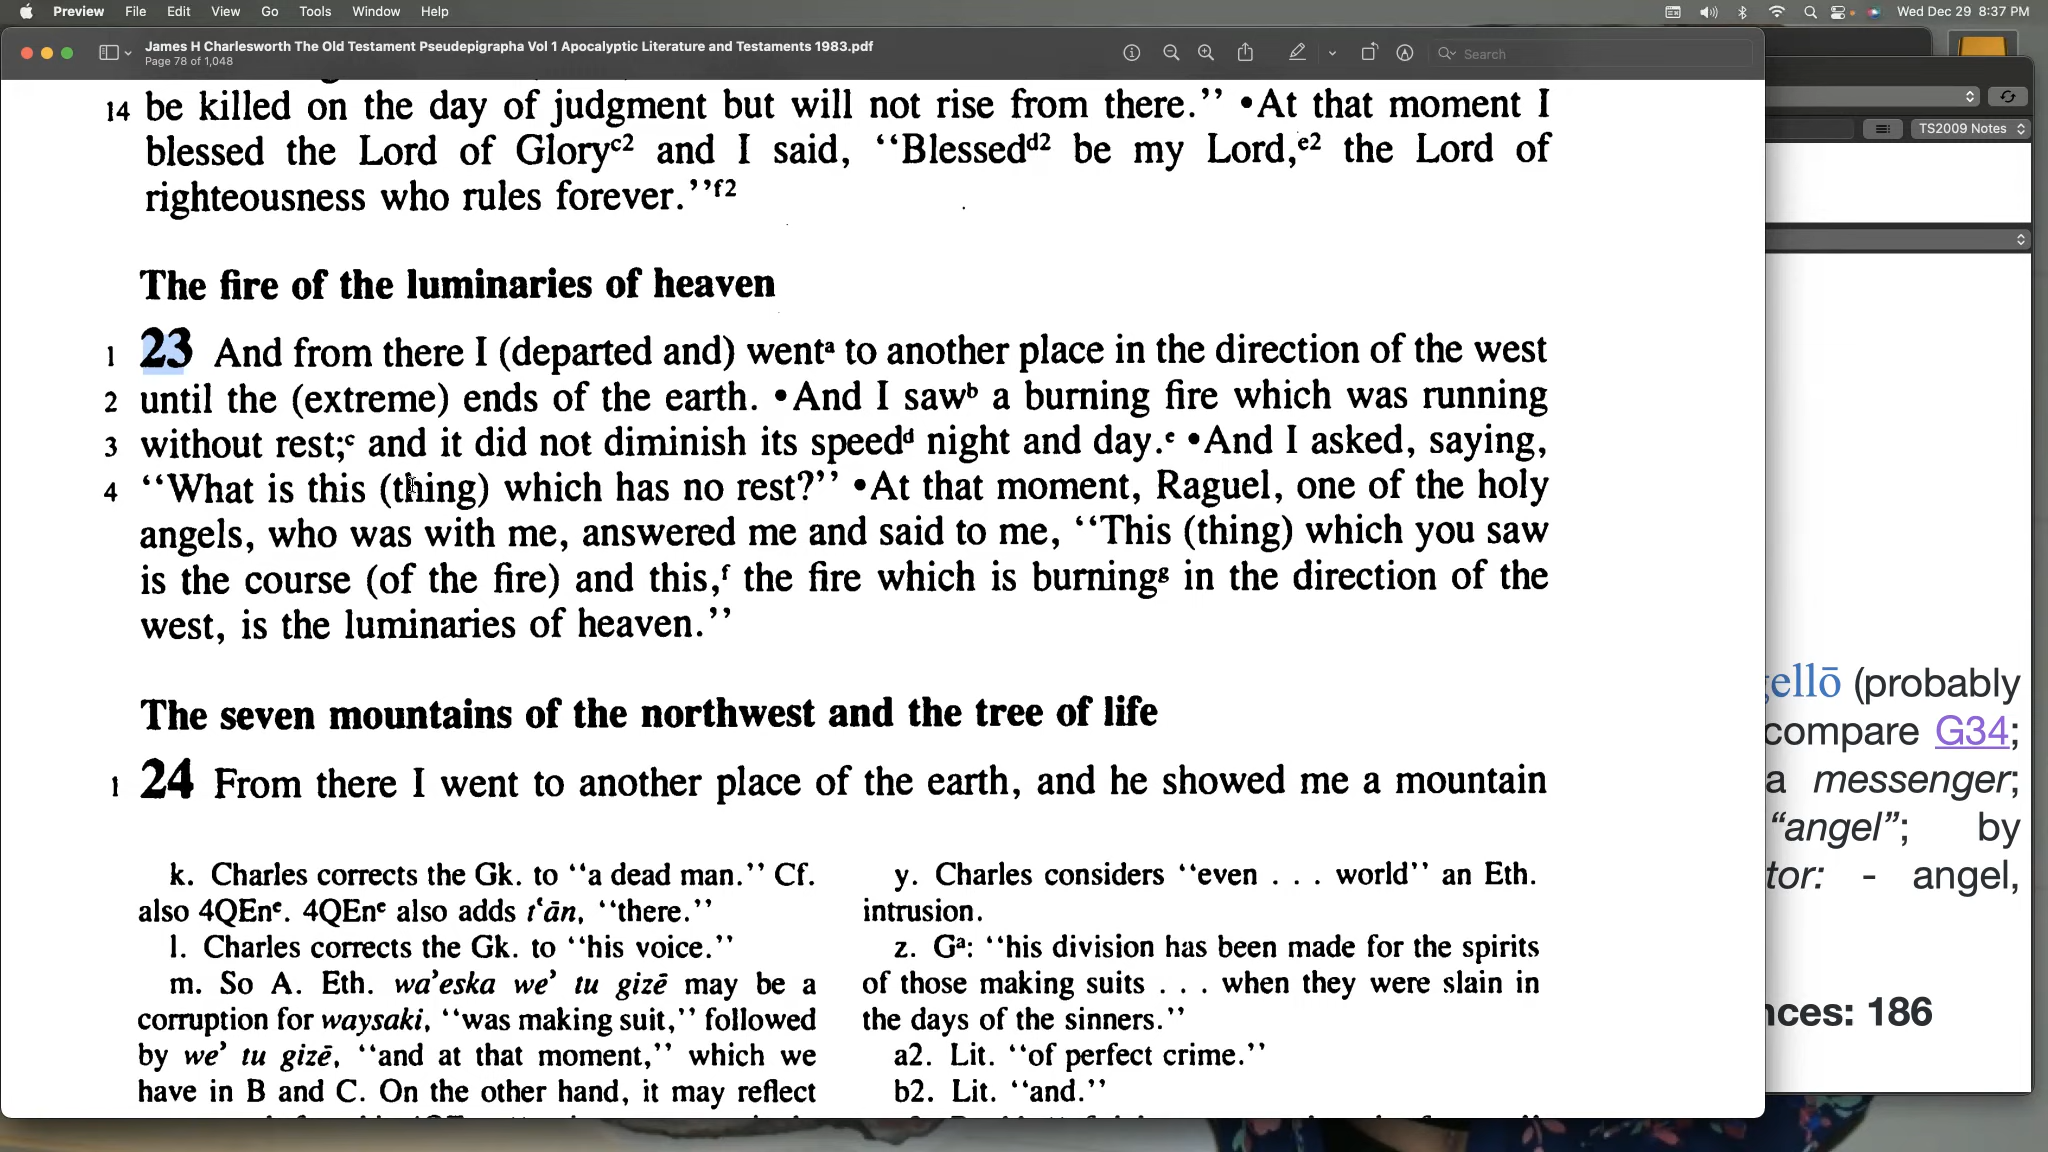 Preview File Edit View Go Tools Window Help Wed Dec 29 8:37 PM
James H Charlesworth The Old Testament Pseudepigrapha Vol 1 Apocalyptic Literature and Testaments 1983.pdf
Page 78 of 1,048
Search
TS2009 Notes
14 be killed on the day of judgment but will not rise from there.’’ •At that moment I
blessed the Lord of Glory c2 and I said, ‘‘Blessed d2 be my Lord, e2 the Lord of
righteousness who rules forever.’’ f2
The fire of the luminaries of heaven
1 23 And from there I (departed and) went a to another place in the direction of the west
2 until the (extreme) ends of the earth. •And I saw b a burning fire which was running
3 without rest; c and it did not diminish its speed d night and day. e •And I asked, saying,
4 ‘‘What is this (thing) which has no rest?’’ •At that moment, Raguel, one of the holy
angels, who was with me, answered me and said to me, ‘‘This (thing) which you saw
is the course (of the fire) and this, f the fire which is burning g in the direction of the
west, is the luminaries of heaven.’’
The seven mountains of the northwest and the tree of life
1 24 From there I went to another place of the earth, and he showed me a mountain
k. Charles corrects the Gk. to ‘‘a dead man.’’ Cf.
also 4QEn e. 4QEn e also adds t‘ān, ‘‘there.’’
l. Charles corrects the Gk. to ‘‘his voice.’’
m. So A. Eth. wa’eska we’ tu gizē may be a
corruption for waysaki, ‘‘was making suit,’’ followed
by we’ tu gizē, ‘‘and at that moment,’’ which we
have in B and C. On the other hand, it may reflect
y. Charles considers ‘‘even . . . world’’ an Eth.
intrusion.
z. G a: ‘‘his division has been made for the spirits
of those making suits . . . when they were slain in
the days of the sinners.’’
a2. Lit. ‘‘of perfect crime.’’
b2. Lit. ‘‘and.’’
gellō (probably
compare G34;
a messenger;
“angel”; by
tor: - angel,
nces: 186